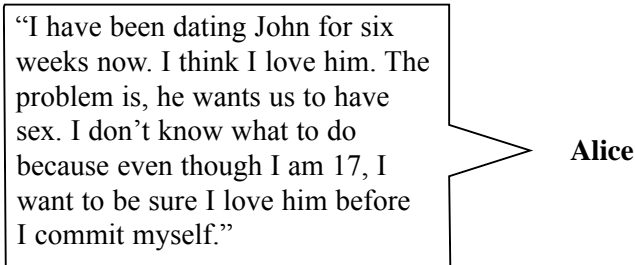 “I have been dating John for six
weeks now. I think I love him. The
problem is, he wants us to have
sex. I don’t know what to do
because even though I am 17, I
want to be sure I love him before
I commit myself.”
Alice